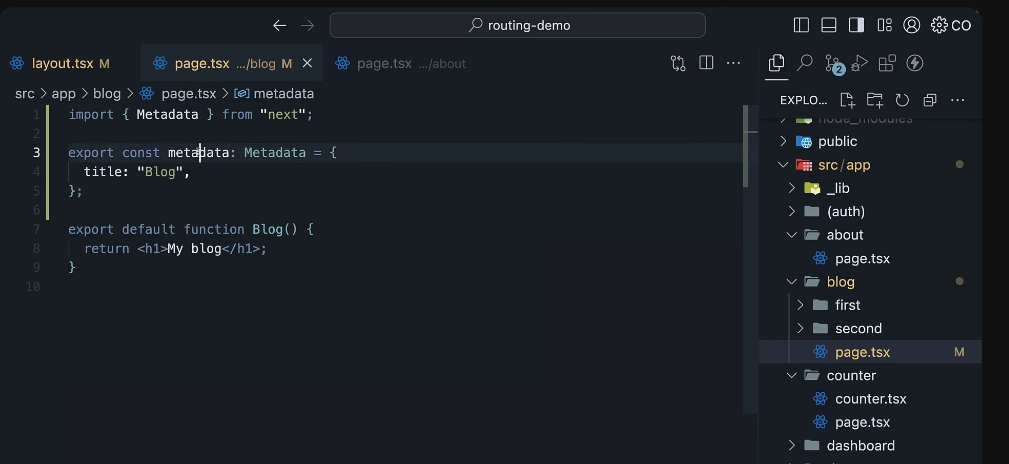 routing-demo
CO
layout.tsx M
page.tsx .../blog M
page.tsx .../about
src > app > blog > page.tsx > metadata
EXPLO...
2
1 import { Metadata } from "next";
2
3 export const metadata: Metadata = {
4 title: "Blog",
5 };
6
7 export default function Blog() {
8 return <h1>My blog</h1>;
9 }
10
node_modules
public
src/app
_lib
(auth)
about
page.tsx
blog
first
second
page.tsx M
counter
counter.tsx
page.tsx
dashboard